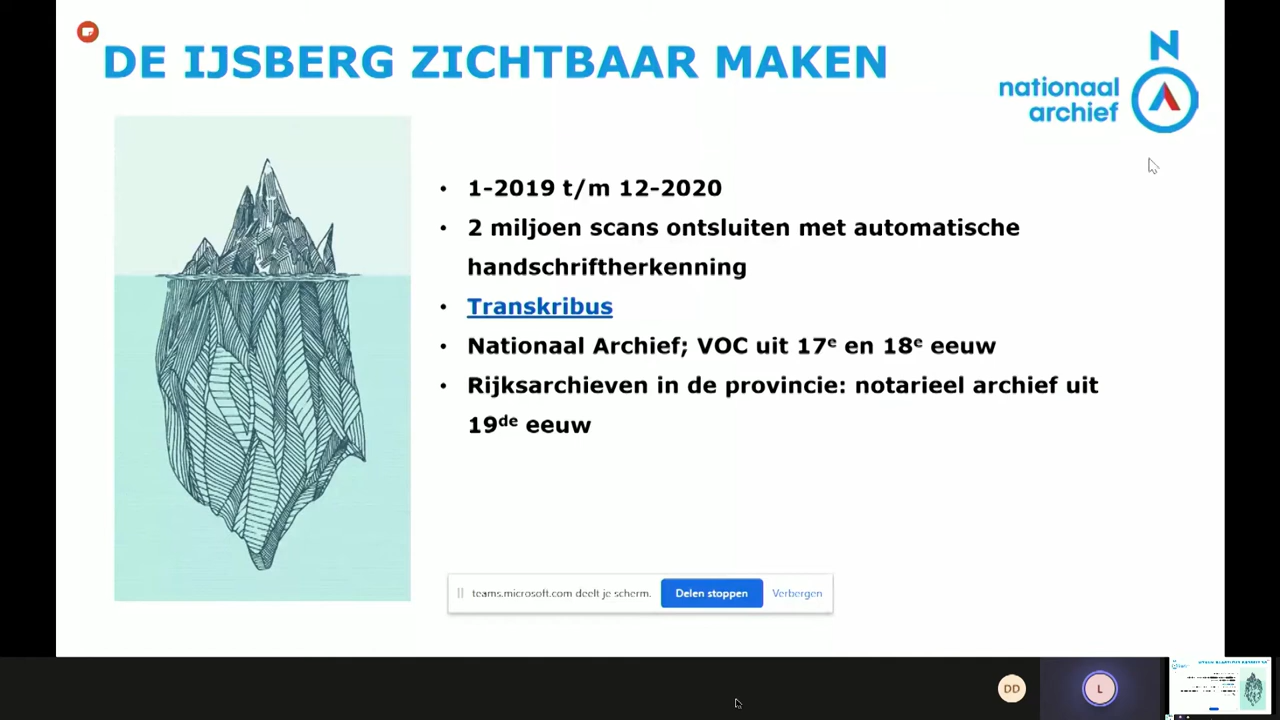 DE IJSBERG ZICHTBAAR MAKEN
N
nationaal
archief
• 1-2019 t/m 12-2020
• 2 miljoen scans ontsluiten met automatische
handschriftherkenning
• Transkribus
• Nationaal Archief; VOC uit 17e en 18e eeuw
• Rijksarchieven in de provincie: notarieel archief uit
19de eeuw
teams.microsoft.com deelt je scherm. Delen stoppen Verbergen
DD L